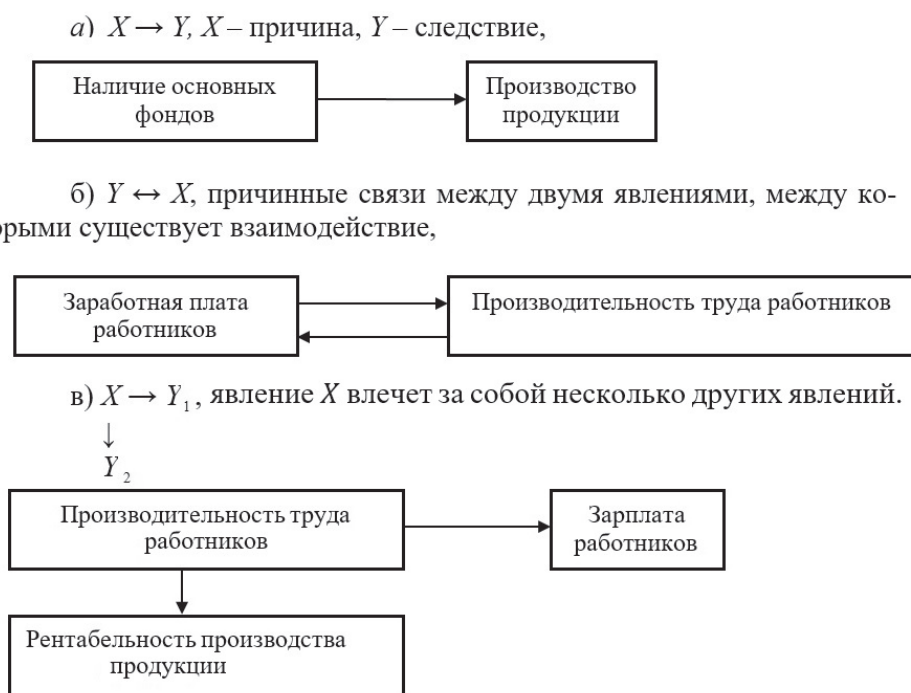 а) X → Y, X – причина, Y – следствие,
Наличие основных
фондов
Производство
продукции
б) Y ↔ X, причинные связи между двумя явлениями, между ко-
орыми существует взаимодействие,
Заработная плата
работников
Производительность труда работников
в) X → Y₁, явление X влечет за собой несколько других явлений.
↓
Y₂
Производительность труда
работников
Зарплата
работников
Рентабельность производства
продукции